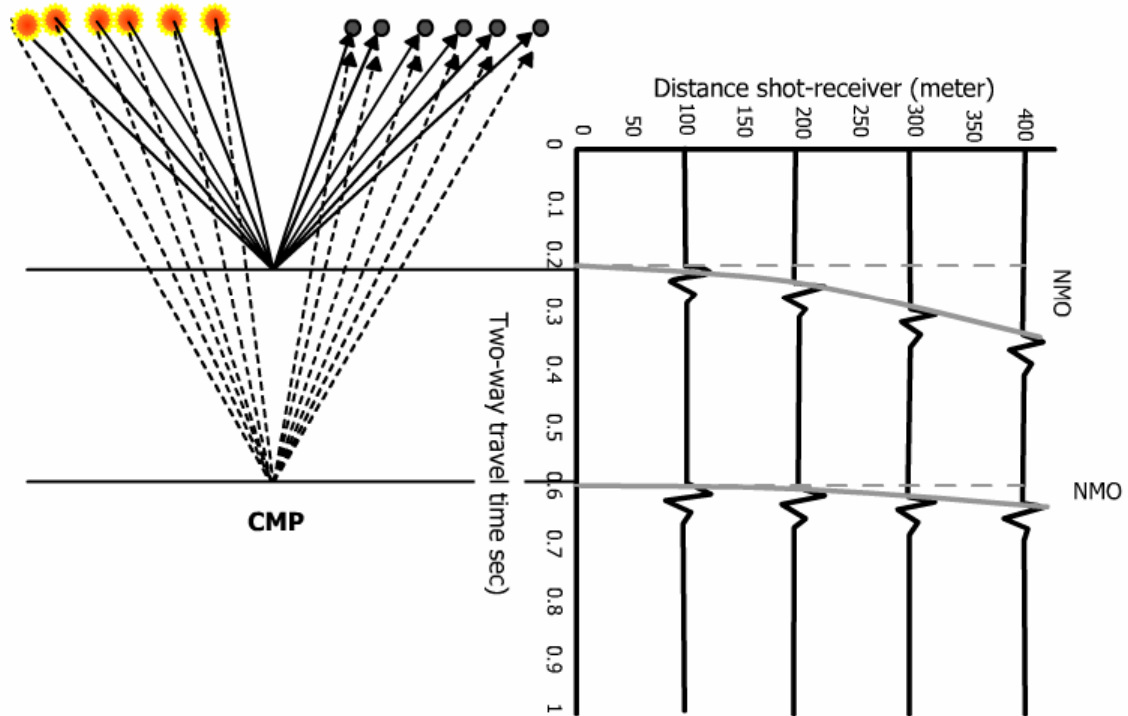 Distance shot-receiver (meter)
0 50 100 150 200 250 300 350 400
0
0.1
0.2
0.3
0.4
0.5
0.6
0.7
0.8
0.9
1
Two-way travel time sec)
NMO
NMO
CMP